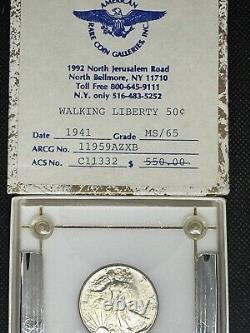 AMERICAN
RARE COIN GALLERIES, INC.
1992 North Jerusalem Road
North Bellmore, NY 11710
Toll Free 800-645-9111
N.Y. only 516-483-5252
WALKING LIBERTY 50¢
Date 1941 Grade MS/65
ARCG No. 11959AZXB
ACS No. C11332 $ 550.00